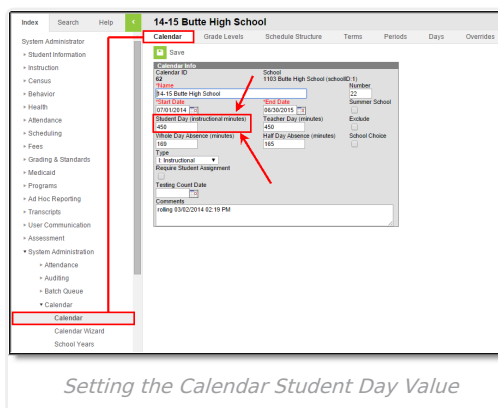 Index Search Help
14-15 Butte High School
Calendar Grade Levels Schedule Structure Terms Periods Days Overrides
Save
Calendar Info
Calendar ID School
62 1103 Butte High School (schoolID:1)
*Name Number
14-15 Butte High School 22
*Start Date *End Date Summer School
07/01/2014 06/30/2015
Student Day (instructional minutes) Teacher Day (minutes) Exclude
450 450
Whole Day Absence (minutes) Half Day Absence (minutes) School Choice
169 165
Type
I: Instructional
Require Student Assignment
Testing Count Date
Comments
rolling 03/02/2014 02:19 PM
System Administrator
Student Information
Instruction
Census
Behavior
Health
Attendance
Scheduling
Fees
Grading & Standards
Medicaid
Programs
Ad Hoc Reporting
Transcripts
User Communication
Assessment
System Administration
Attendance
Auditing
Batch Queue
Calendar
Calendar
Calendar Wizard
School Years
Setting the Calendar Student Day Value